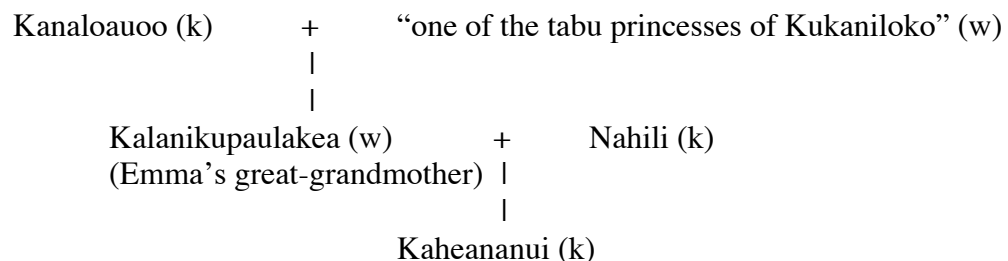 Kanaloauoo (k) + “one of the tabu princesses of Kukaniloko” (w)
|
|
Kalanikupaulakea (w) + Nahili (k)
(Emma’s great-grandmother) |
|
Kaheananui (k)